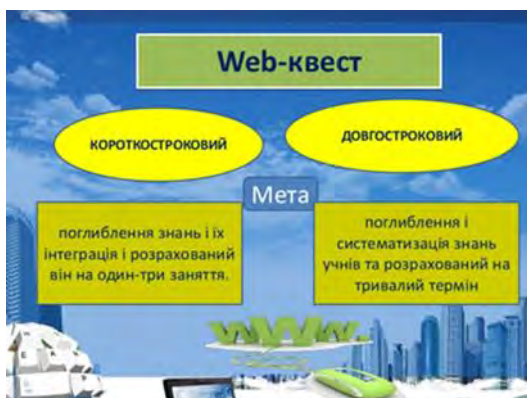 Web-квест
КОРОТКОСТРОКОВИЙ
ДОВГОСТРОКОВИЙ
Мета
поглиблення знань і їх
інтеграція і розрахований
він на один-три заняття.
поглиблення і
систематизація знань
учнів та розрахований на
тривалий термін
www.